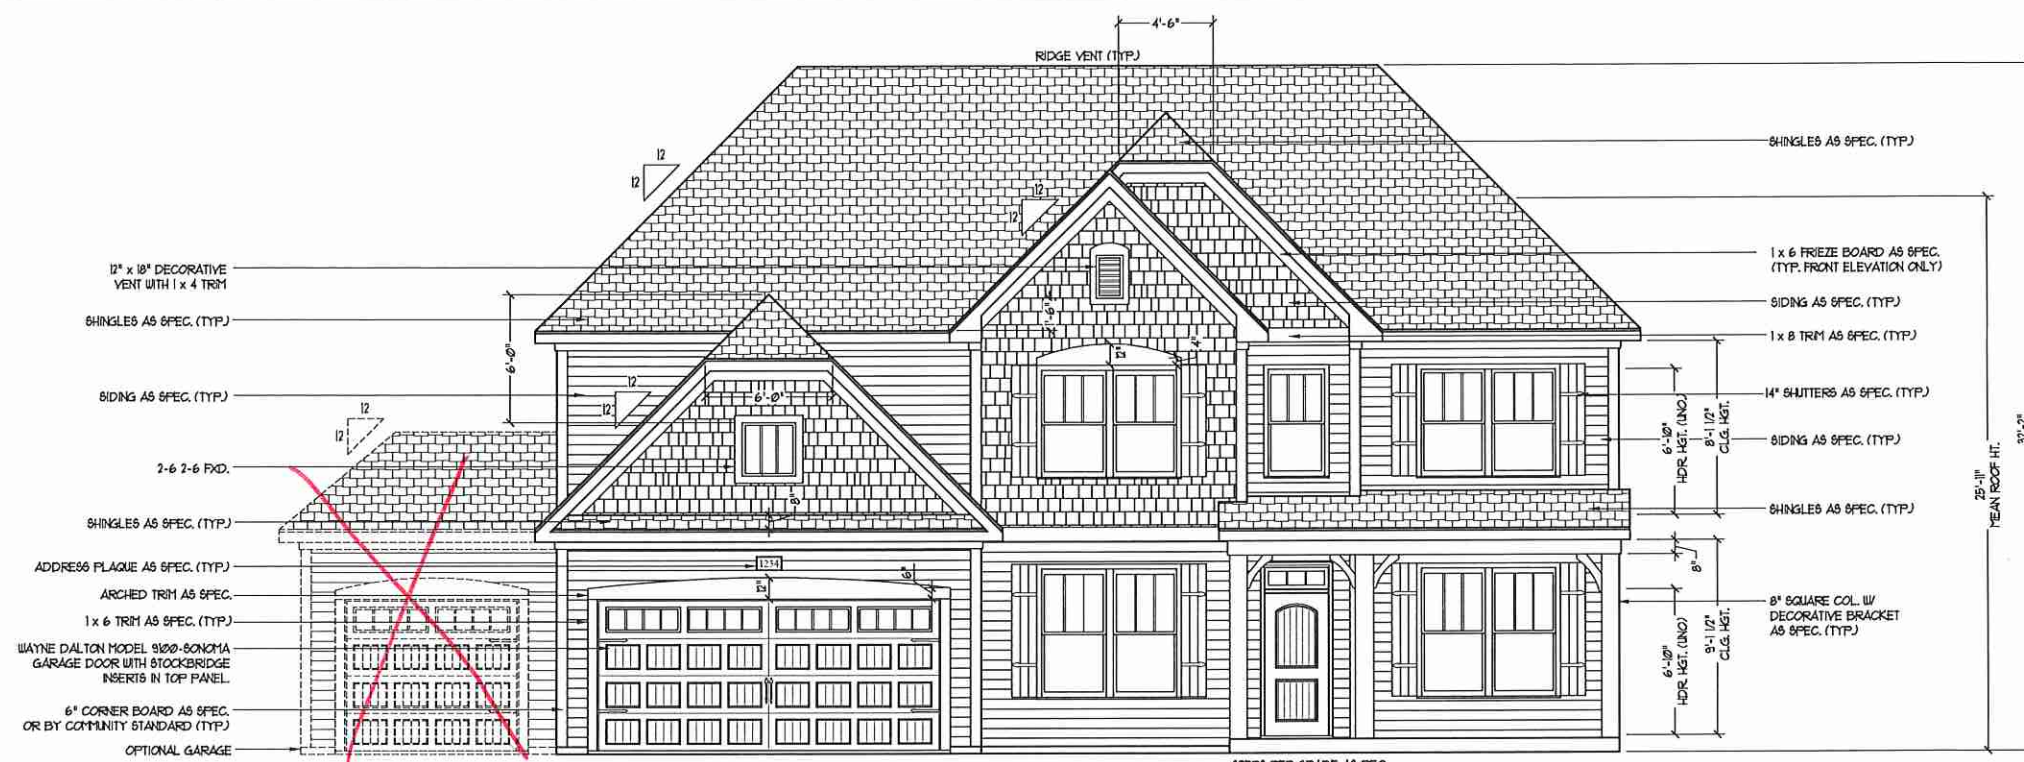 4'-6"
RIDGE VENT (TYP.)
SHINGLES AS SPEC. (TYP.)
12
12
12
12
1 x 6 FRIEZE BOARD AS SPEC.
(TYP. FRONT ELEVATION ONLY)
12" x 18" DECORATIVE
VENT WITH 1 x 4 TRIM
SIDING AS SPEC. (TYP.)
SHINGLES AS SPEC. (TYP.)
1'-6"
1 x 8 TRIM AS SPEC. (TYP.)
6'-0"
12"
4"
12
12
6'-0"
14" SHUTTERS AS SPEC. (TYP.)
SIDING AS SPEC. (TYP.)
6'-10"
HDR. HGT. (UNO.)
8'-1 1/2"
CLG. HGT.
12
12
SIDING AS SPEC. (TYP.)
32'-2"
2-6 2-6 FXD.
25'-11"
MEAN ROOF HT.
8"
SHINGLES AS SPEC. (TYP.)
SHINGLES AS SPEC. (TYP.)
ADDRESS PLAQUE AS SPEC. (TYP.)
1234
8"
6"
12"
ARCHED TRIM AS SPEC.
8" SQUARE COL. W/
DECORATIVE BRACKET
AS SPEC. (TYP.)
1 x 6 TRIM AS SPEC. (TYP.)
6'-10"
HDR. HGT. (UNO)
9'-1 1/2"
CLG. HGT.
WAYNE DALTON MODEL 9100-SONOMA
GARAGE DOOR WITH STOCKBRIDGE
INSERTS IN TOP PANEL.
6" CORNER BOARD AS SPEC.
OR BY COMMUNITY STANDARD (TYP.)
OPTIONAL GARAGE